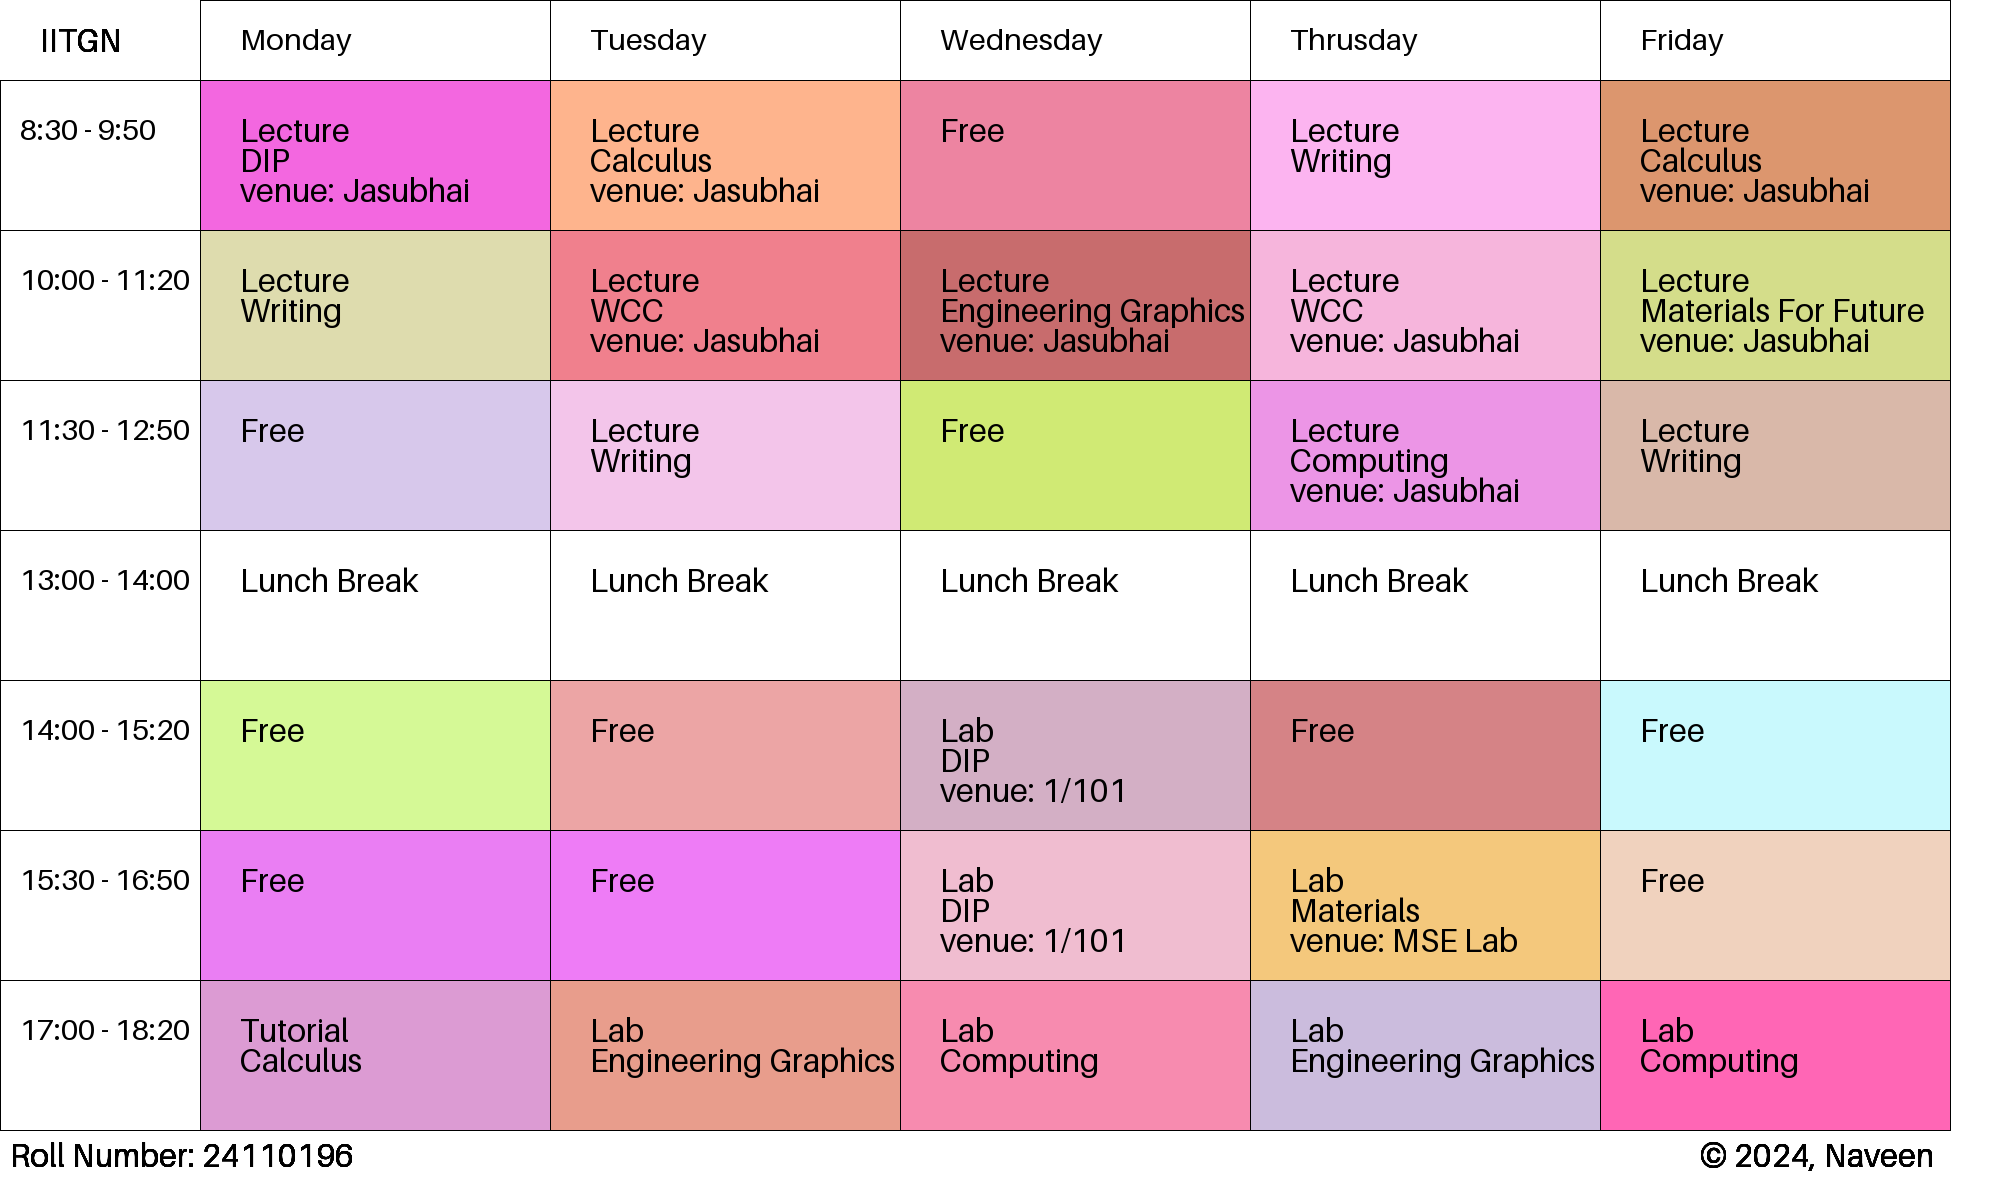 IITGN Monday Tuesday Wednesday Thrusday Friday
8:30 - 9:50
Lecture
DIP
venue: Jasubhai
Lecture
Calculus
venue: Jasubhai
Free
Lecture
Writing
Lecture
Calculus
venue: Jasubhai
10:00 - 11:20
Lecture
Writing
Lecture
WCC
venue: Jasubhai
Lecture
Engineering Graphics
venue: Jasubhai
Lecture
WCC
venue: Jasubhai
Lecture
Materials For Future
venue: Jasubhai
11:30 - 12:50
Free
Lecture
Writing
Free
Lecture
Computing
venue: Jasubhai
Lecture
Writing
13:00 - 14:00
Lunch Break
Lunch Break
Lunch Break
Lunch Break
Lunch Break
14:00 - 15:20
Free
Free
Lab
DIP
venue: 1/101
Free
Free
15:30 - 16:50
Free
Free
Lab
DIP
venue: 1/101
Lab
Materials
venue: MSE Lab
Free
17:00 - 18:20
Tutorial
Calculus
Lab
Engineering Graphics
Lab
Computing
Lab
Engineering Graphics
Lab
Computing
Roll Number: 24110196
© 2024, Naveen